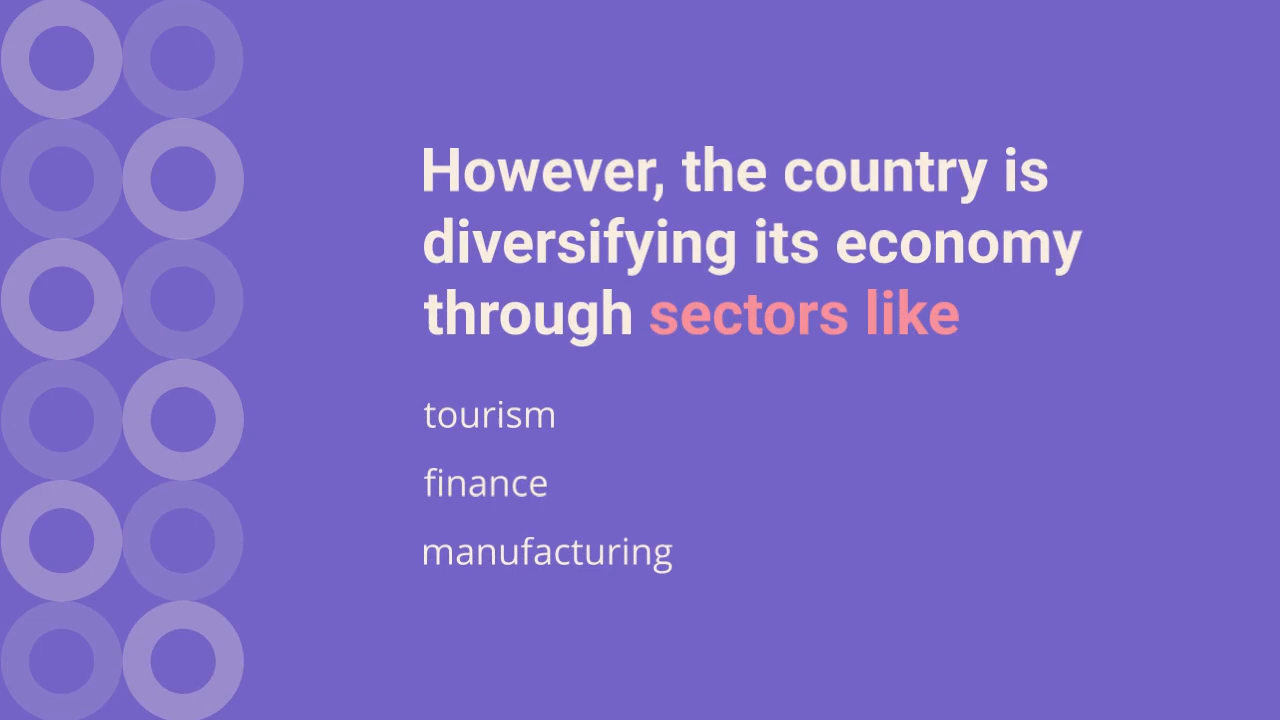 However, the country is
diversifying its economy
through sectors like
tourism
finance
manufacturing